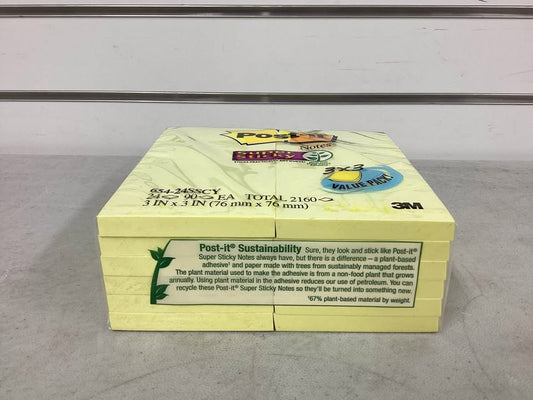 Post-it
Notes
SUPER
STICKY
3x3
VALUE PACK!
654-24SSCY
24 90 EA TOTAL 2160
3 IN x 3 IN (76 mm x 76 mm)
3M
Post-it® Sustainability Sure, they look and stick like Post-it®
Super Sticky Notes always have, but there is a difference – a plant-based
adhesive¹ and paper made with trees from sustainably managed forests.
The plant material used to make the adhesive is from a non-food plant that grows
annually. Using plant material in the adhesive reduces our use of petroleum. You can
recycle these Post-it® Super Sticky Notes so they'll be turned into something new.
¹67% plant-based material by weight.